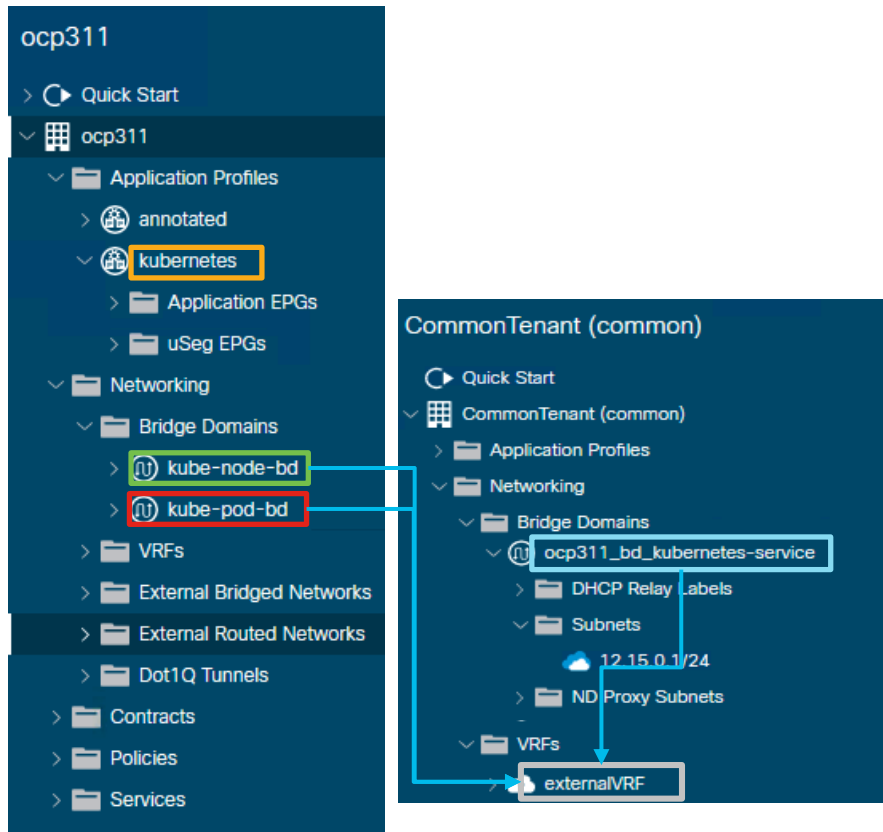 ocp311
Quick Start
ocp311
Application Profiles
annotated
kubernetes
Application EPGs
uSeg EPGs
Networking
Bridge Domains
kube-node-bd
kube-pod-bd
VRFs
External Bridged Networks
External Routed Networks
Dot1Q Tunnels
Contracts
Policies
Services
CommonTenant (common)
Quick Start
CommonTenant (common)
Application Profiles
Networking
Bridge Domains
ocp311_bd_kubernetes-service
DHCP Relay Labels
Subnets
12.15.0.1/24
ND Proxy Subnets
VRFs
externalVRF